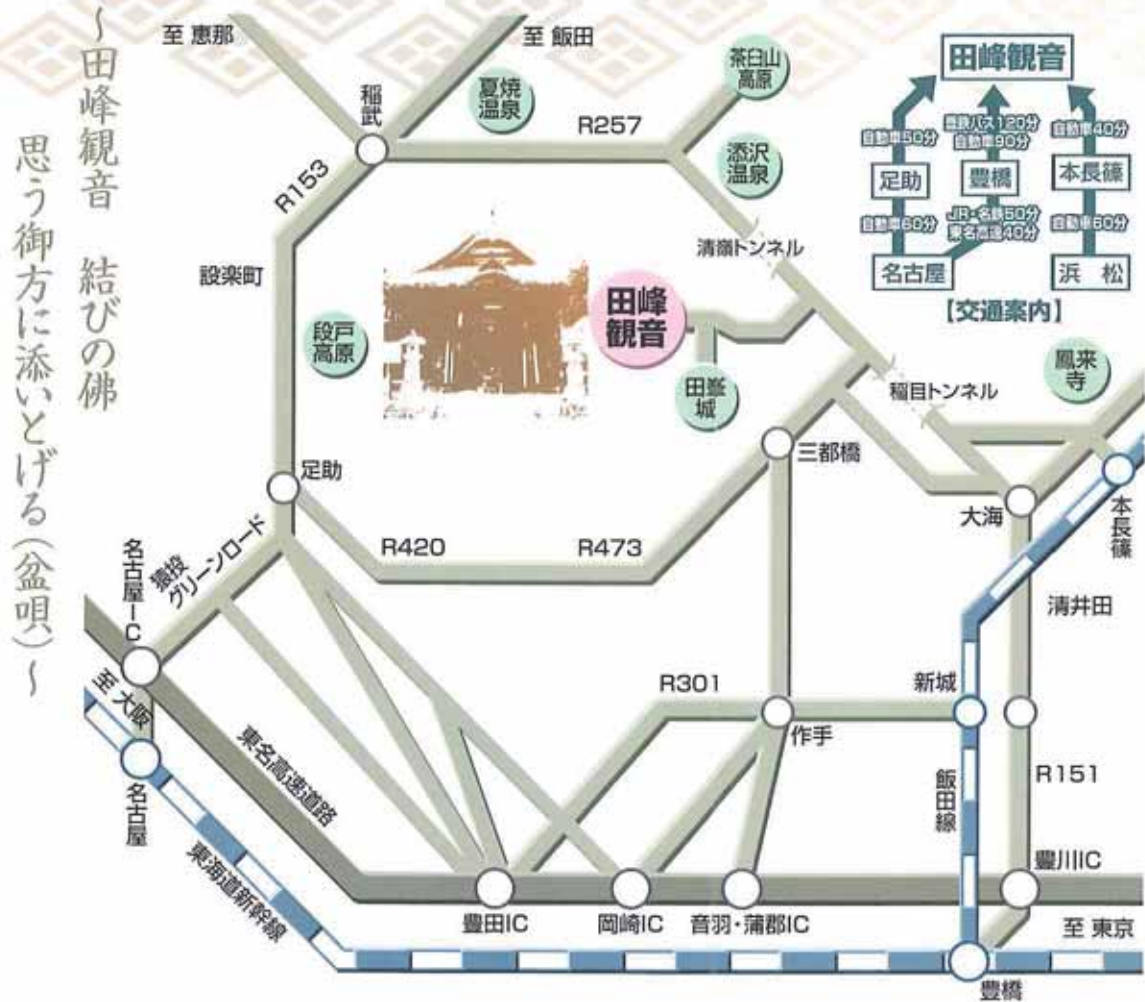 ～田峰観音　結びの佛
思う御方に添いとげる（盆唄）～
至 恵那
至 飯田
稲武
夏焼
温泉
茶臼山
高原
R257
添沢
温泉
R153
清嶺トンネル
設楽町
段戸
高原
田峰
観音
田峯
城
稲目トンネル
鳳来
寺
足助
三都橋
大海
本長篠
R420
R473
猿投
グリーンロード
名古屋IC
清井田
至 大阪
R301
新城
作手
東名高速道路
名古屋
飯田線
R151
東海道新幹線
豊川IC
豊田IC
岡崎IC
音羽・蒲郡IC
至 東京
豊橋
田峰観音
自動車50分
豊鉄バス120分
自動車90分
自動車40分
足助
豊橋
本長篠
自動車60分
JR・名鉄50分
東名高速40分
自動車60分
名古屋
浜 松
【交通案内】